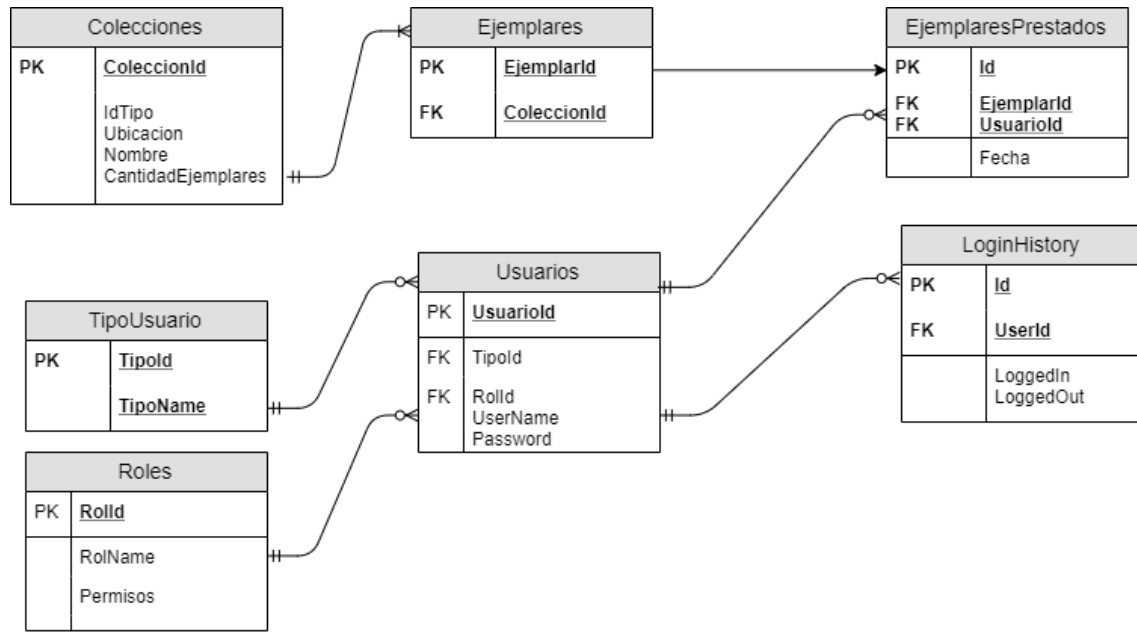 Colecciones
PK ColeccionId
IdTipo
Ubicacion
Nombre
CantidadEjemplares
Ejemplares
PK EjemplarId
FK ColeccionId
EjemplaresPrestados
PK Id
FK EjemplarId
FK UsuarioId
Fecha
TipoUsuario
PK TipoId
TipoName
Usuarios
PK UsuarioId
FK TipoId
FK RolId
UserName
Password
LoginHistory
PK Id
FK UserId
LoggedIn
LoggedOut
Roles
PK RolId
RolName
Permisos